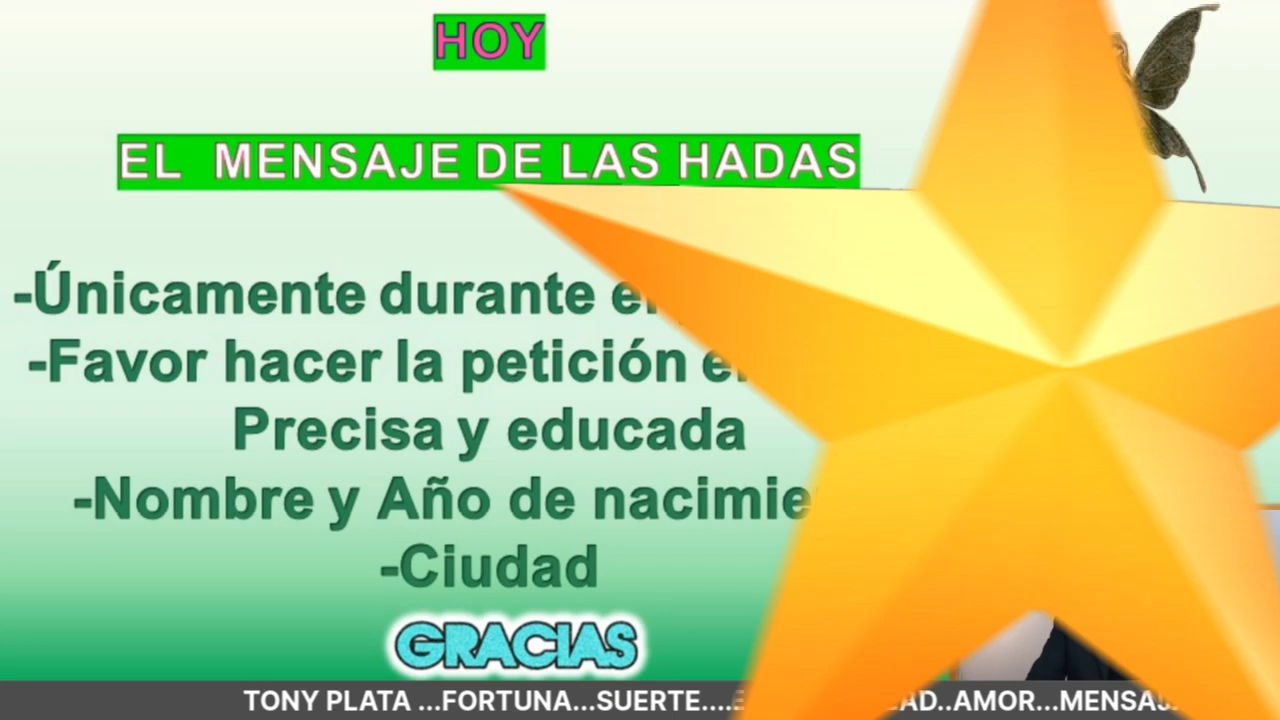 HOY
EL MENSAJE DE LAS HADAS
-Únicamente durante
-Favor hacer la petición
Precisa y educada
-Nombre y Año de
-Ciudad
GRACIAS
TONY PLATA ...FORTUNA...SUERTE.... ..AMOR...